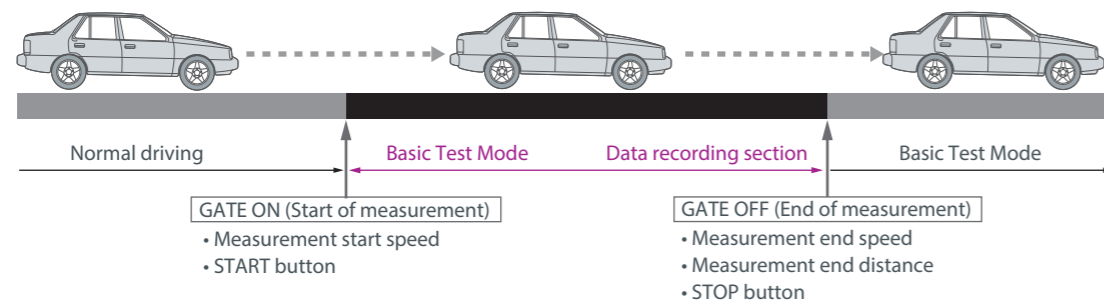 Normal driving
Basic Test Mode
Data recording section
Basic Test Mode
GATE ON (Start of measurement)
• Measurement start speed
• START button
GATE OFF (End of measurement)
• Measurement end speed
• Measurement end distance
• STOP button